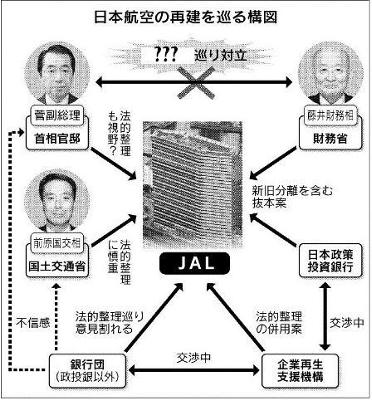 日本航空の再建を巡る構図
??? 巡り対立
菅副総理
首相官邸
藤井財務相
財務省
法的整理
も視野?
新旧分離を含む
抜本案
前原国交相
国土交通省
法的整理
に慎重
JAL
日本政策
投資銀行
不信感
法的整理巡り
意見割れる
法的整理
の併用案
交渉中
銀行団
(政投銀以外)
交渉中
企業再生
支援機構